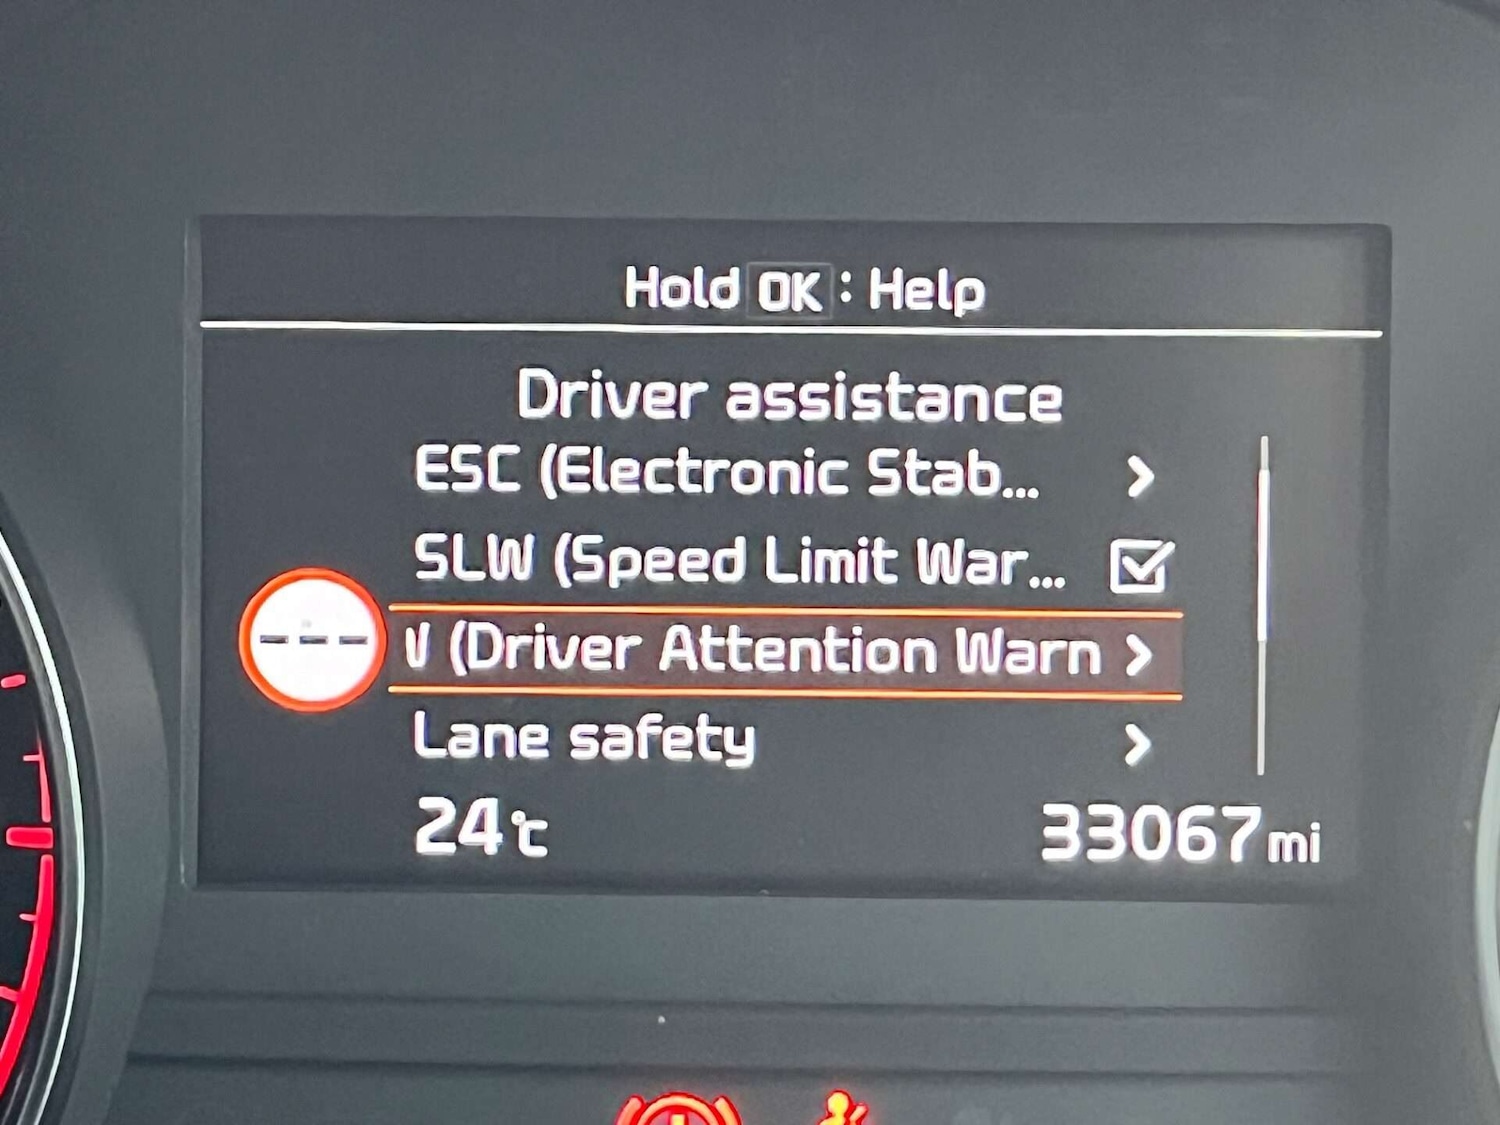 Hold OK : Help
Driver assistance
ESC (Electronic Stab...
SLW (Speed Limit War...
(Driver Attention Warn
Lane safety
24℃ 33067mi